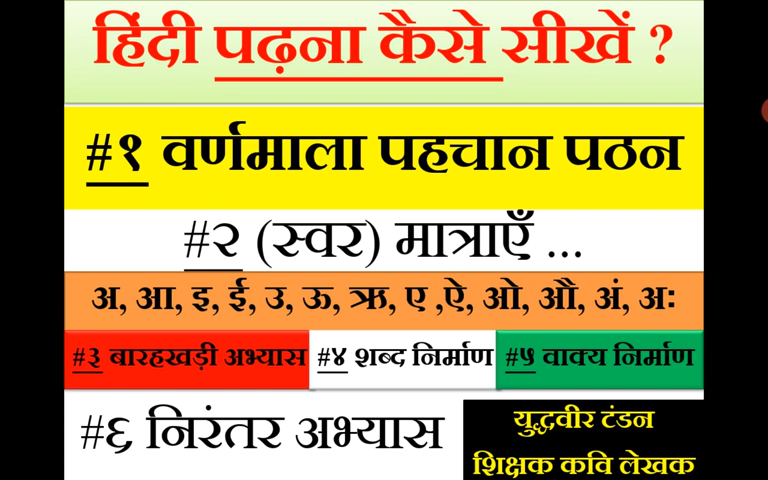 हिंदी पढ़ना कैसे सीखें ?
#१ वर्णमाला पहचान पठन
#२ (स्वर) मात्राएँ ...
अ, आ, इ, ई, उ, ऊ, ऋ, ए ,ऐ, ओ, औ, अं, अः
#३ बारहखड़ी अभ्यास
#४ शब्द निर्माण
#५ वाक्य निर्माण
#६ निरंतर अभ्यास
युद्धवीर टंडन
शिक्षक कवि लेखक